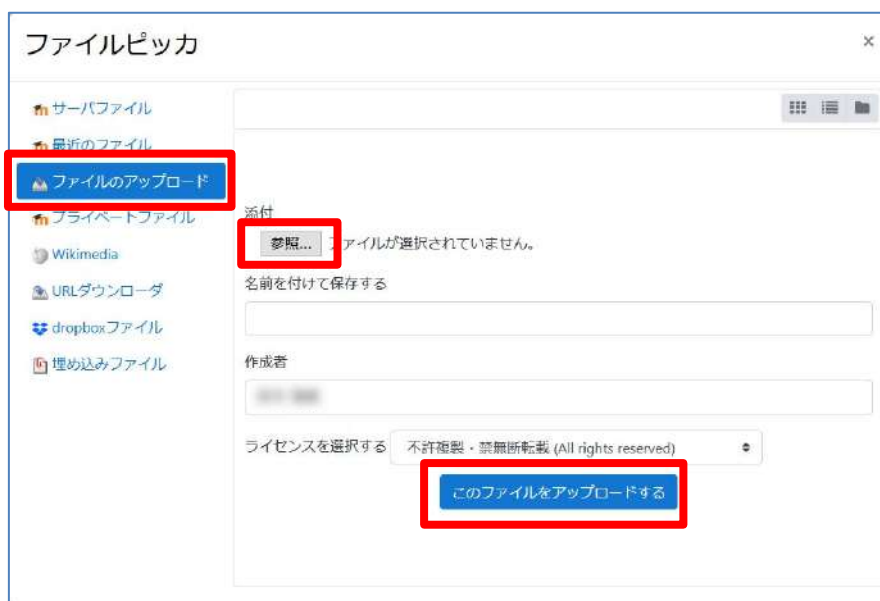 ファイルピッカ
×
サーバファイル
最近のファイル
ファイルのアップロード
プライベートファイル
Wikimedia
URLダウンローダ
dropboxファイル
埋め込みファイル
添付
参照... ファイルが選択されていません。
名前を付けて保存する
作成者
ライセンスを選択する 不許複製・禁無断転載 (All rights reserved)
このファイルをアップロードする